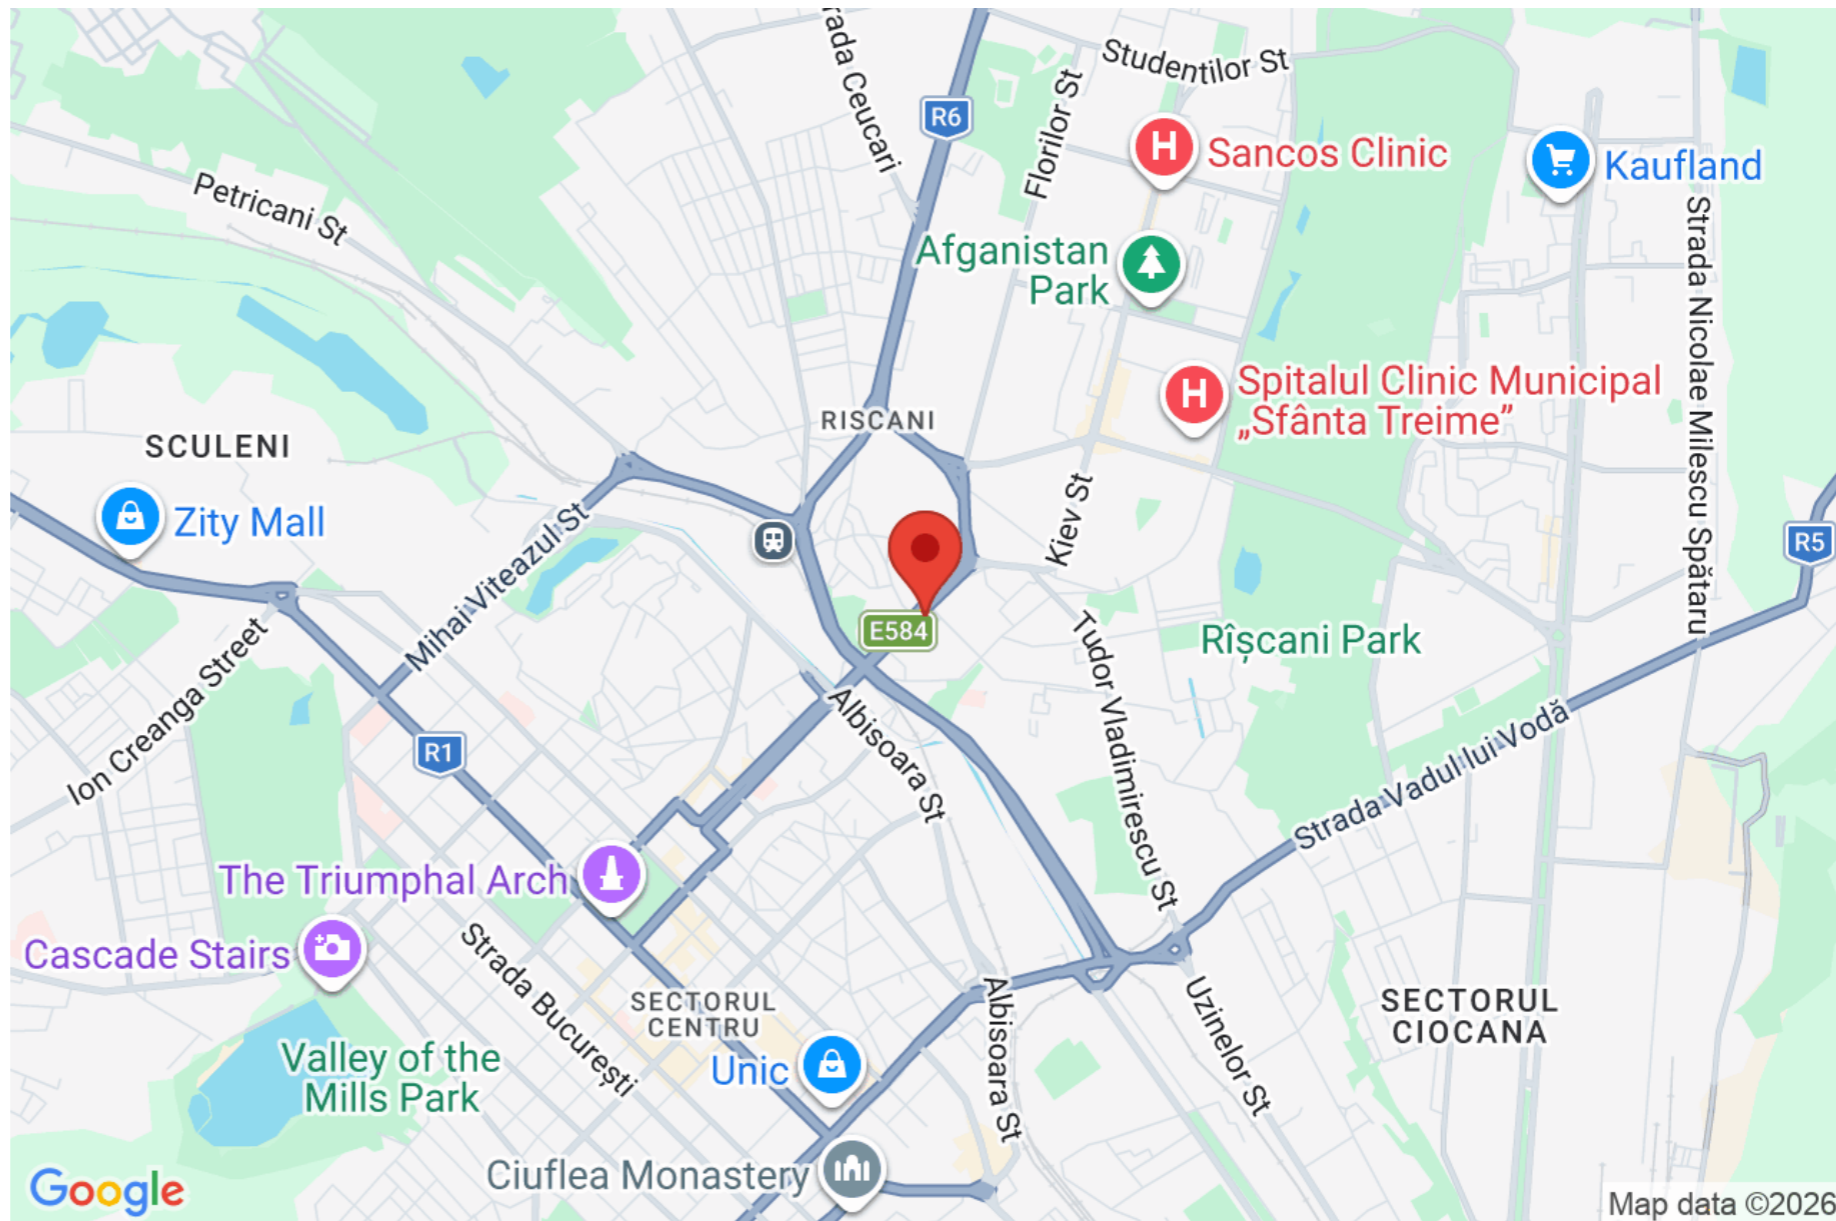 rada Ceucari
Studentilor St
R6
Florilor St
Sancos Clinic
Kaufland
Petricani St
Strada Nicolae Milescu Spătaru
Afganistan
Park
Spitalul Clinic Municipal
„Sfânta Treime”
RISCANI
SCULENI
Zity Mall
Mihai Viteazul St
Kiev St
R5
E584
Tudor Vladimirescu St
Rîșcani Park
Ion Creanga Street
R1
Albisoara St
Strada Vadul lui Vodă
The Triumphal Arch
Cascade Stairs
Strada București
SECTORUL
CENTRU
Albisoara St
Uzinelor St
SECTORUL
CIOCANA
Valley of the
Mills Park
Unic
Ciuflea Monastery
Google
Map data ©2026